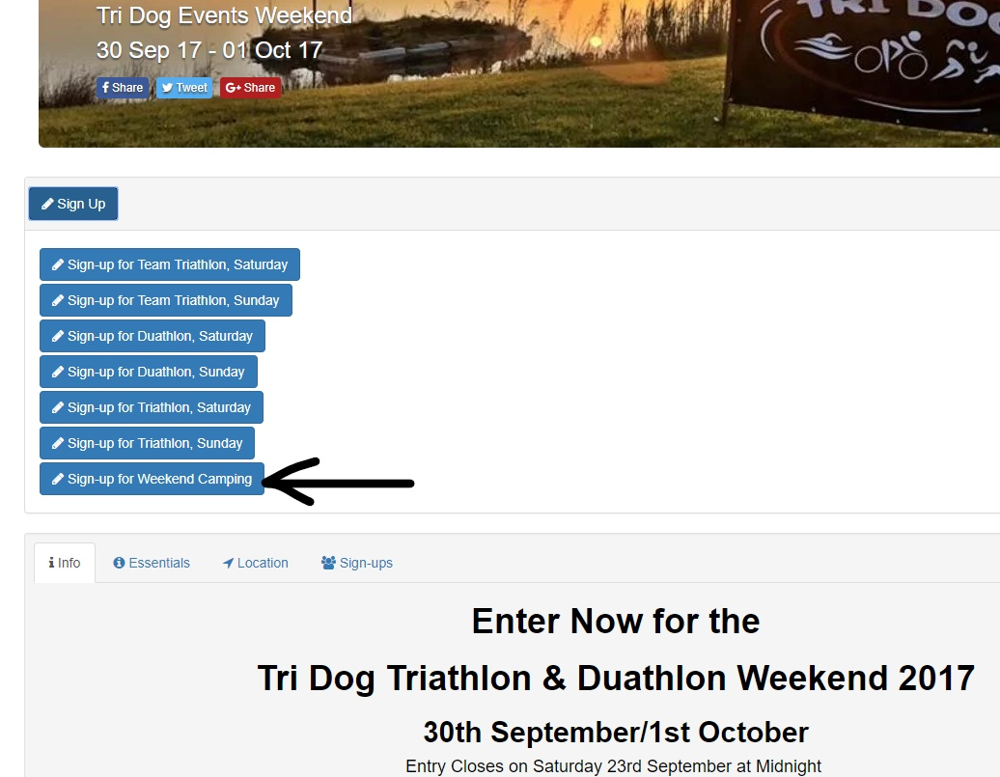 Tri Dog Events Weekend
30 Sep 17 - 01 Oct 17
Share Tweet G+ Share
TRI DOG
Sign Up
Sign-up for Team Triathlon, Saturday
Sign-up for Team Triathlon, Sunday
Sign-up for Duathlon, Saturday
Sign-up for Duathlon, Sunday
Sign-up for Triathlon, Saturday
Sign-up for Triathlon, Sunday
Sign-up for Weekend Camping
Info Essentials Location Sign-ups
Enter Now for the
Tri Dog Triathlon & Duathlon Weekend 2017
30th September/1st October
Entry Closes on Saturday 23rd September at Midnight